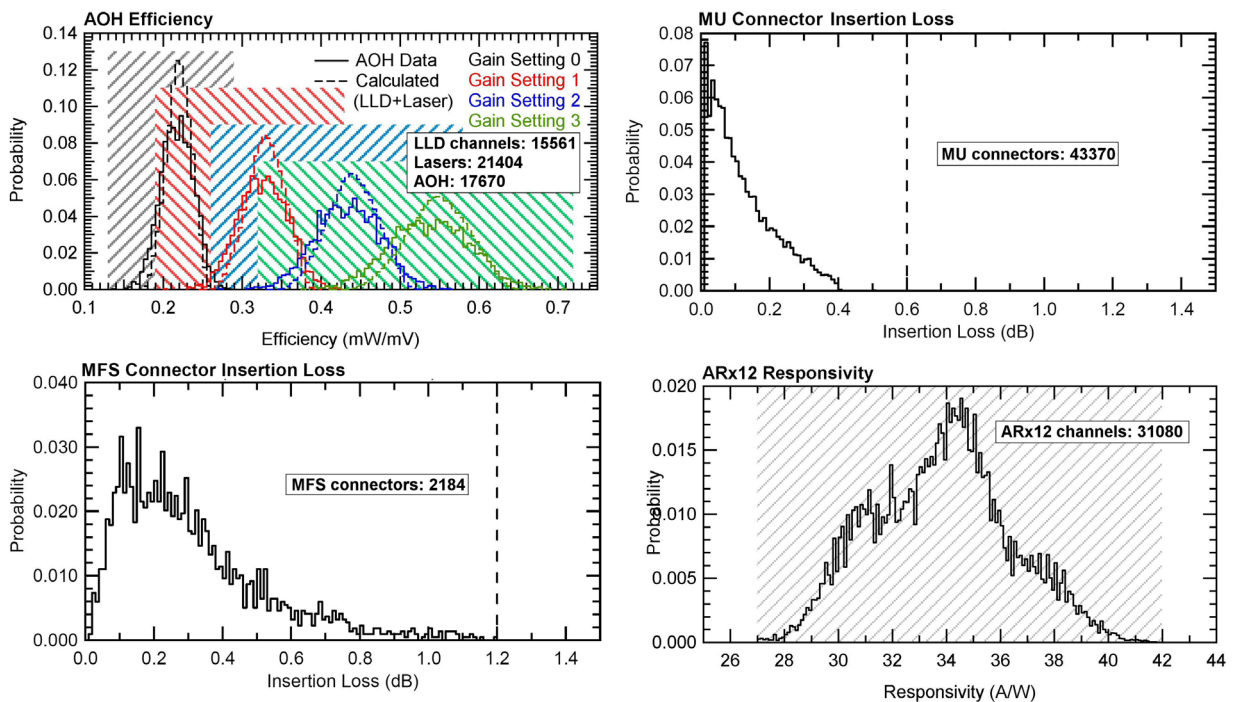 AOH Efficiency
0.14
0.12
0.10
0.08
0.06
0.04
0.02
0.00
Probability
AOH Data
Calculated
(LLD+Laser)
Gain Setting 0
Gain Setting 1
Gain Setting 2
Gain Setting 3
LLD channels: 15561
Lasers: 21404
AOH: 17670
0.1 0.2 0.3 0.4 0.5 0.6 0.7
Efficiency (mW/mV)
MU Connector Insertion Loss
0.08
0.07
0.06
0.05
0.04
0.03
0.02
0.01
0.00
Probability
MU connectors: 43370
0.0 0.2 0.4 0.6 0.8 1.0 1.2 1.4
Insertion Loss (dB)
MFS Connector Insertion Loss
0.040
0.030
0.020
0.010
0.000
Probability
MFS connectors: 2184
0.0 0.2 0.4 0.6 0.8 1.0 1.2 1.4
Insertion Loss (dB)
ARx12 Responsivity
0.020
0.015
0.010
0.005
0.000
Probability
ARx12 channels: 31080
26 28 30 32 34 36 38 40 42 44
Responsivity (A/W)